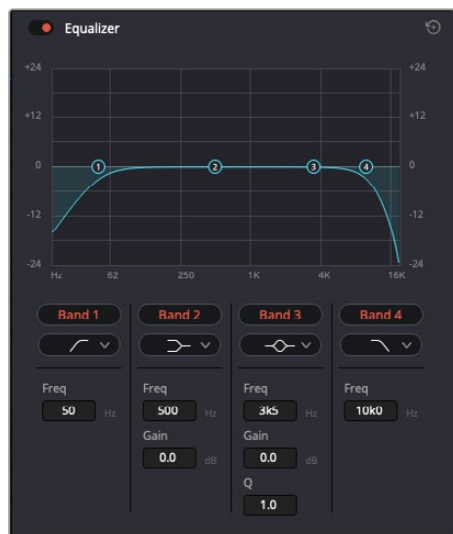 Equalizer
+24 +24
+12 +12
0 1 2 3 4 0
-12 -12
-24 -24
Hz 62 250 1K 4K 16K
Band 1 Band 2 Band 3 Band 4
Freq Freq Freq Freq
50 Hz 500 Hz 3k5 Hz 10k0 Hz
Gain Gain
0.0 dB 0.0 dB
Q
1.0